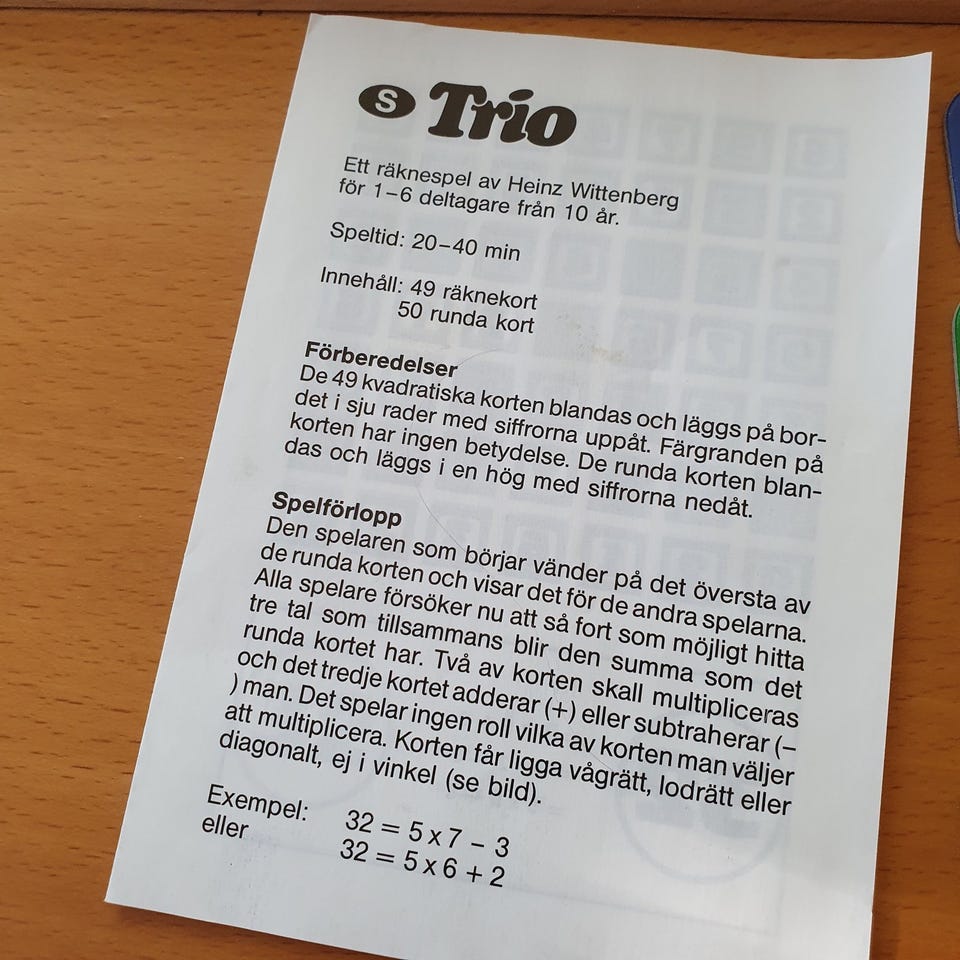 S Trio
Ett räknespel av Heinz Wittenberg
för 1–6 deltagare från 10 år.
Speltid: 20–40 min
Innehåll: 49 räknekort
50 runda kort
Förberedelser
De 49 kvadratiska korten blandas och läggs på bor-
det i sju rader med siffrorna uppåt. Färgranden på
korten har ingen betydelse. De runda korten blan-
das och läggs i en hög med siffrorna nedåt.
Spelförlopp
Den spelaren som börjar vänder på det översta av
de runda korten och visar det för de andra spelarna.
Alla spelare försöker nu att så fort som möjligt hitta
tre tal som tillsammans blir den summa som det
runda kortet har. Två av korten skall multipliceras
och det tredje kortet adderar (+) eller subtraherar (–
) man. Det spelar ingen roll vilka av korten man väljer
att multiplicera. Korten får ligga vågrätt, lodrätt eller
diagonalt, ej i vinkel (se bild).
Exempel: 32 = 5 x 7 – 3
eller 32 = 5 x 6 + 2